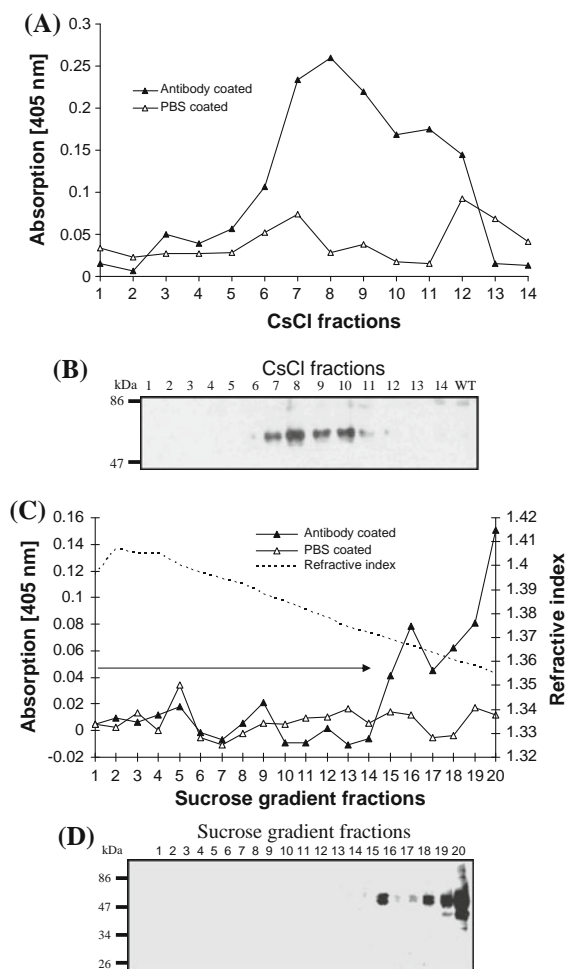 (A)
Absorption [405 nm]
0.3
0.25
0.2
0.15
0.1
0.05
0
Antibody coated
PBS coated
1 2 3 4 5 6 7 8 9 10 11 12 13 14
CsCl fractions
(B)
CsCl fractions
kDa 1 2 3 4 5 6 7 8 9 10 11 12 13 14 WT
86
47
(C)
Absorption [405 nm]
0.16
0.14
0.12
0.1
0.08
0.06
0.04
0.02
0
-0.02
Antibody coated
PBS coated
Refractive index
1.42
1.41
1.4
1.39
1.38
1.37
1.36
1.35
1.34
1.33
1.32
Refractive index
1 2 3 4 5 6 7 8 9 10 11 12 13 14 15 16 17 18 19 20
Sucrose gradient fractions
(D)
Sucrose gradient fractions
kDa 1 2 3 4 5 6 7 8 9 10 11 12 13 14 15 16 17 18 19 20
86
47
34
26